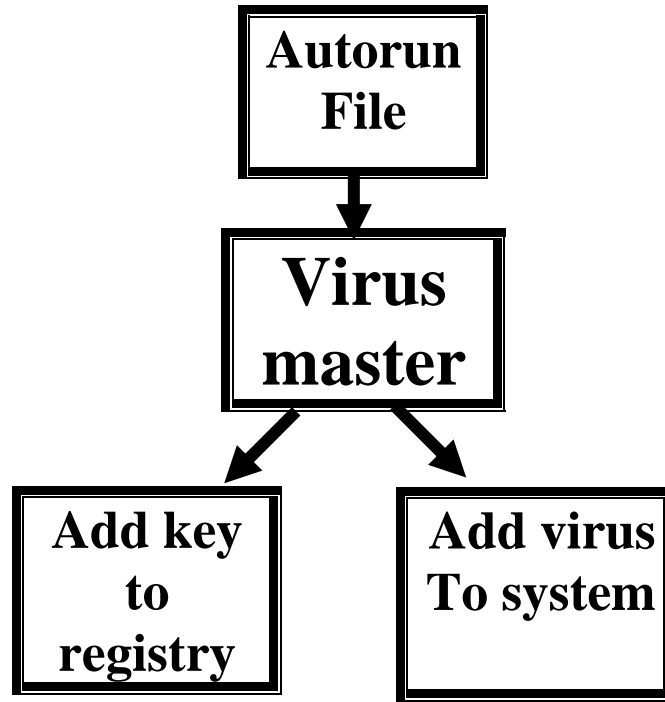 Autorun
File
Virus
master
Add key
to
registry
Add virus
To system